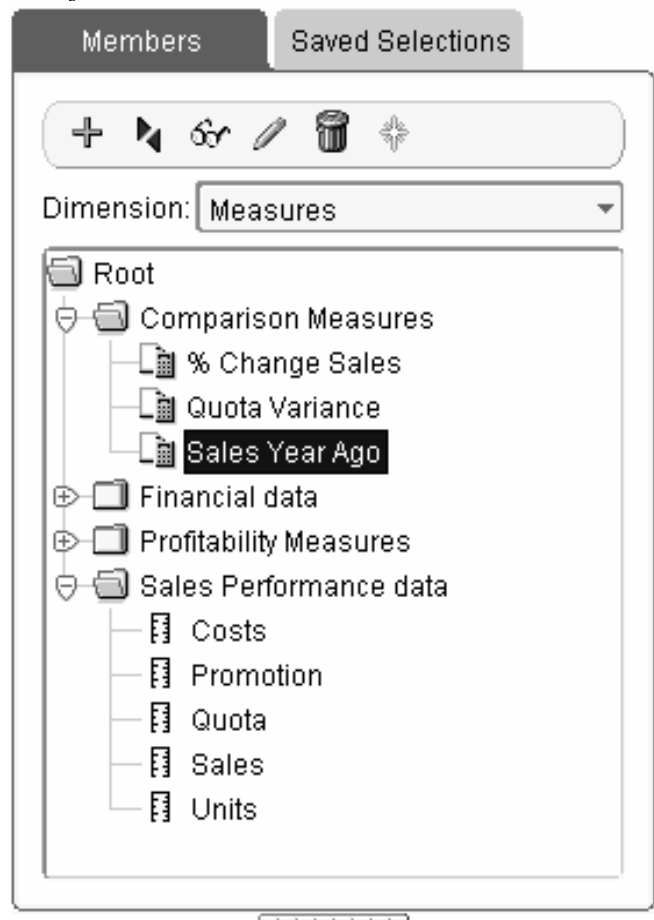 Members Saved Selections
Dimension: Measures
Root
Comparison Measures
% Change Sales
Quota Variance
Sales Year Ago
Financial data
Profitability Measures
Sales Performance data
Costs
Promotion
Quota
Sales
Units